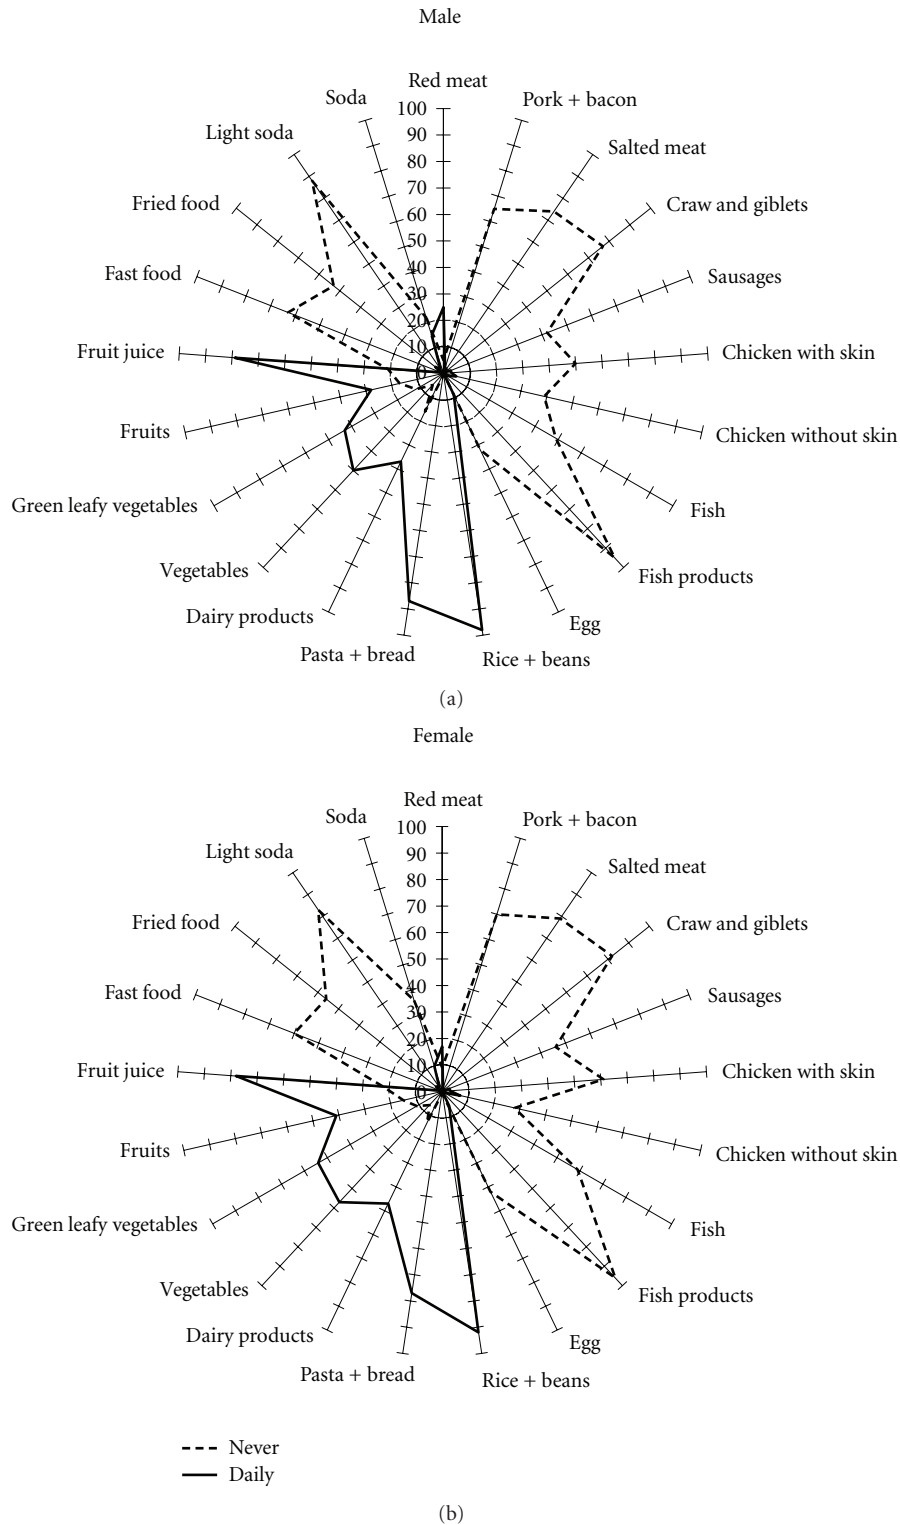 Male
Red meat
Pork + bacon
Salted meat
Craw and giblets
Sausages
Chicken with skin
Chicken without skin
Fish
Fish products
Egg
Rice + beans
Pasta + bread
Dairy products
Vegetables
Green leafy vegetables
Fruits
Fruit juice
Fast food
Fried food
Light soda
Soda
100
90
80
70
60
50
40
30
20
10
0
(a)
Female
Red meat
Pork + bacon
Salted meat
Craw and giblets
Sausages
Chicken with skin
Chicken without skin
Fish
Fish products
Egg
Rice + beans
Pasta + bread
Dairy products
Vegetables
Green leafy vegetables
Fruits
Fruit juice
Fast food
Fried food
Light soda
Soda
100
90
80
70
60
50
40
30
20
10
0
Never
Daily
(b)